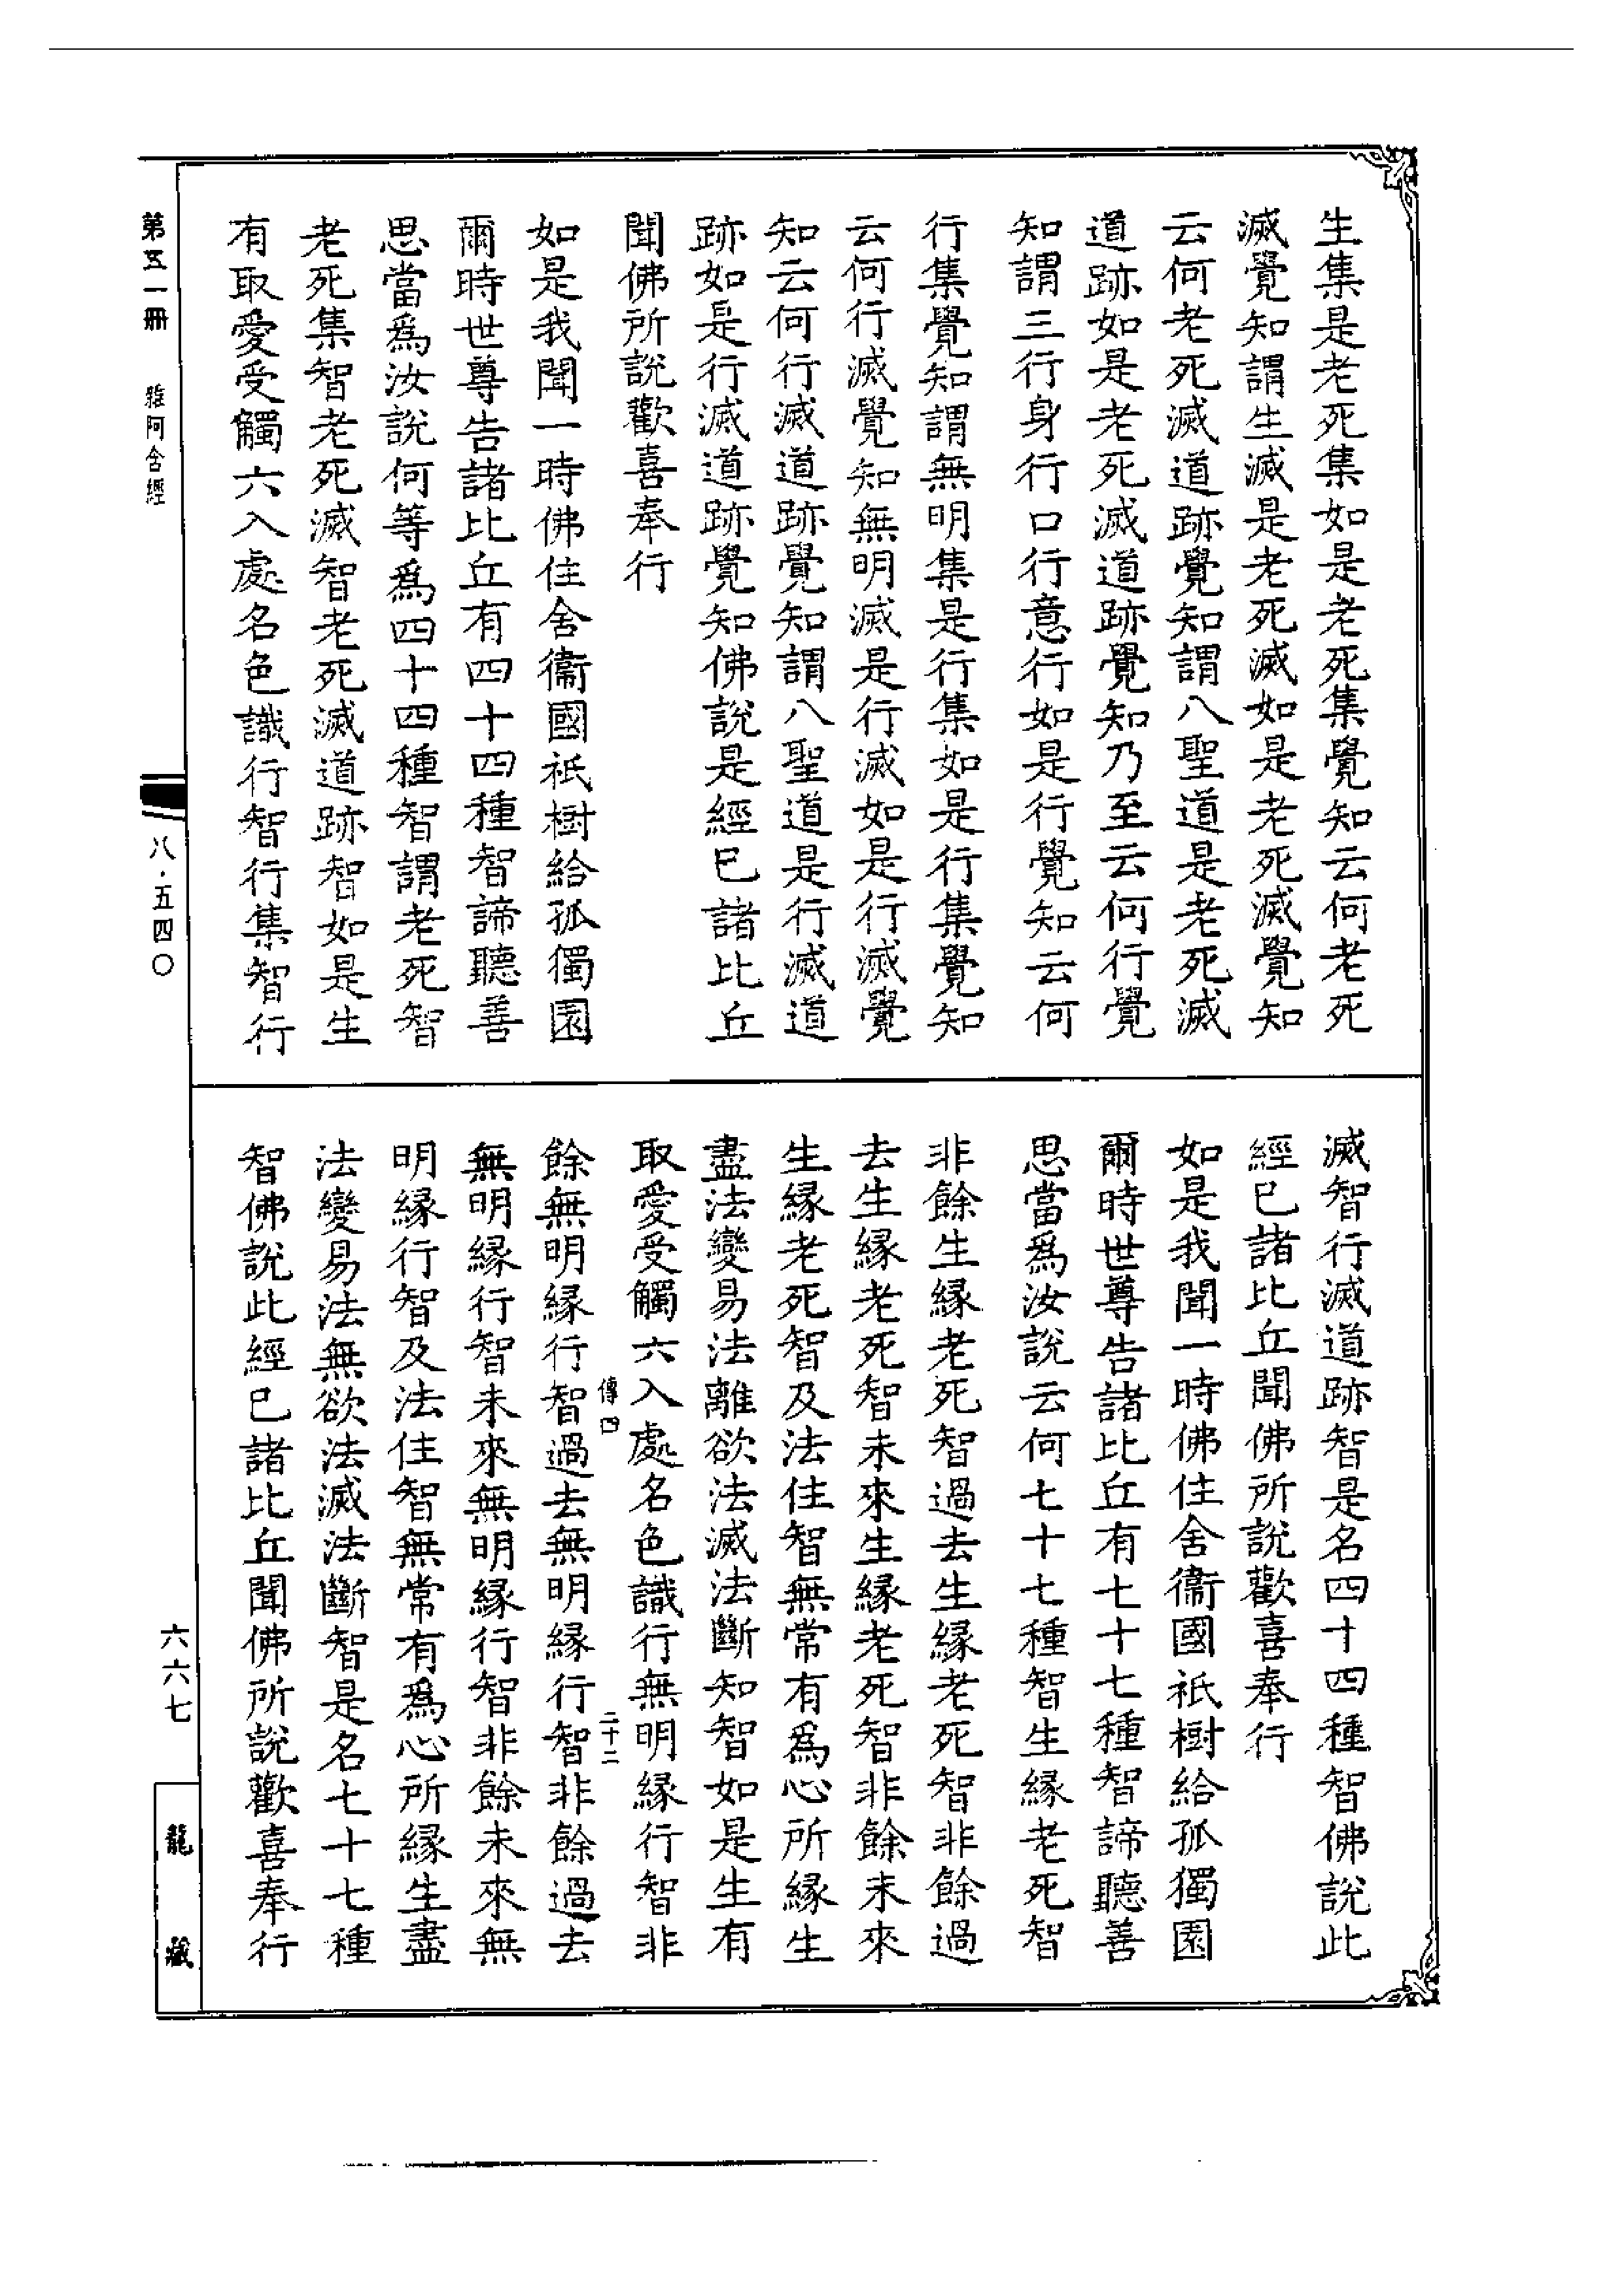 生集是老死集如是老死集覺知云何老死
滅覺知謂生滅是老死滅如是老死滅覺知
云何老死滅道跡覺知謂八聖道是老死滅
道跡如是老死滅道跡覺知乃至云何行覺
知謂三行身行口行意行如是行覺知云何
行集覺知謂無明集是行集如是行集覺知
云何行滅覺知無明滅是行滅如是行滅覺
知云何行滅道跡覺知謂八聖道是行滅道
跡如是行滅道跡覺知佛說是經已諸比丘
聞佛所說歡喜奉行
如是我聞一時佛住舍衞國祇樹給孤獨園
爾時世尊告諸比丘有四十四種智諦聽善
思當爲汝說何等爲四十四種智謂老死智
老死集智老死滅智老死滅道跡智如是生
有取愛受觸六入處名色識行智行集智行
滅智行滅道跡智是名四十四種智佛說此
經已諸比丘聞佛所說歡喜奉行
如是我聞一時佛住舍衞國祇樹給孤獨園
爾時世尊告諸比丘有七十七種智諦聽善
思當爲汝說云何七十七種智生緣老死智
非餘生緣老死智過去生緣老死智非餘過
去生緣老死智未來生緣老死智非餘未來
生緣老死智及法住智無常有爲心所緣生
盡法變易法離欲法滅法斷知智如是生有
取愛受觸六入處名色識行無明緣行智非
傳四
二十二
餘無明緣行智過去無明緣行智非餘過去
無明緣行智未來無明緣行智非餘未來無
明緣行智及法住智無常有爲心所緣生盡
法變易法無欲法滅法斷智是名七十七種
智佛說此經已諸比丘聞佛所說歡喜奉行
第五一冊
雜阿含經
八·五四〇
六六七
龍藏